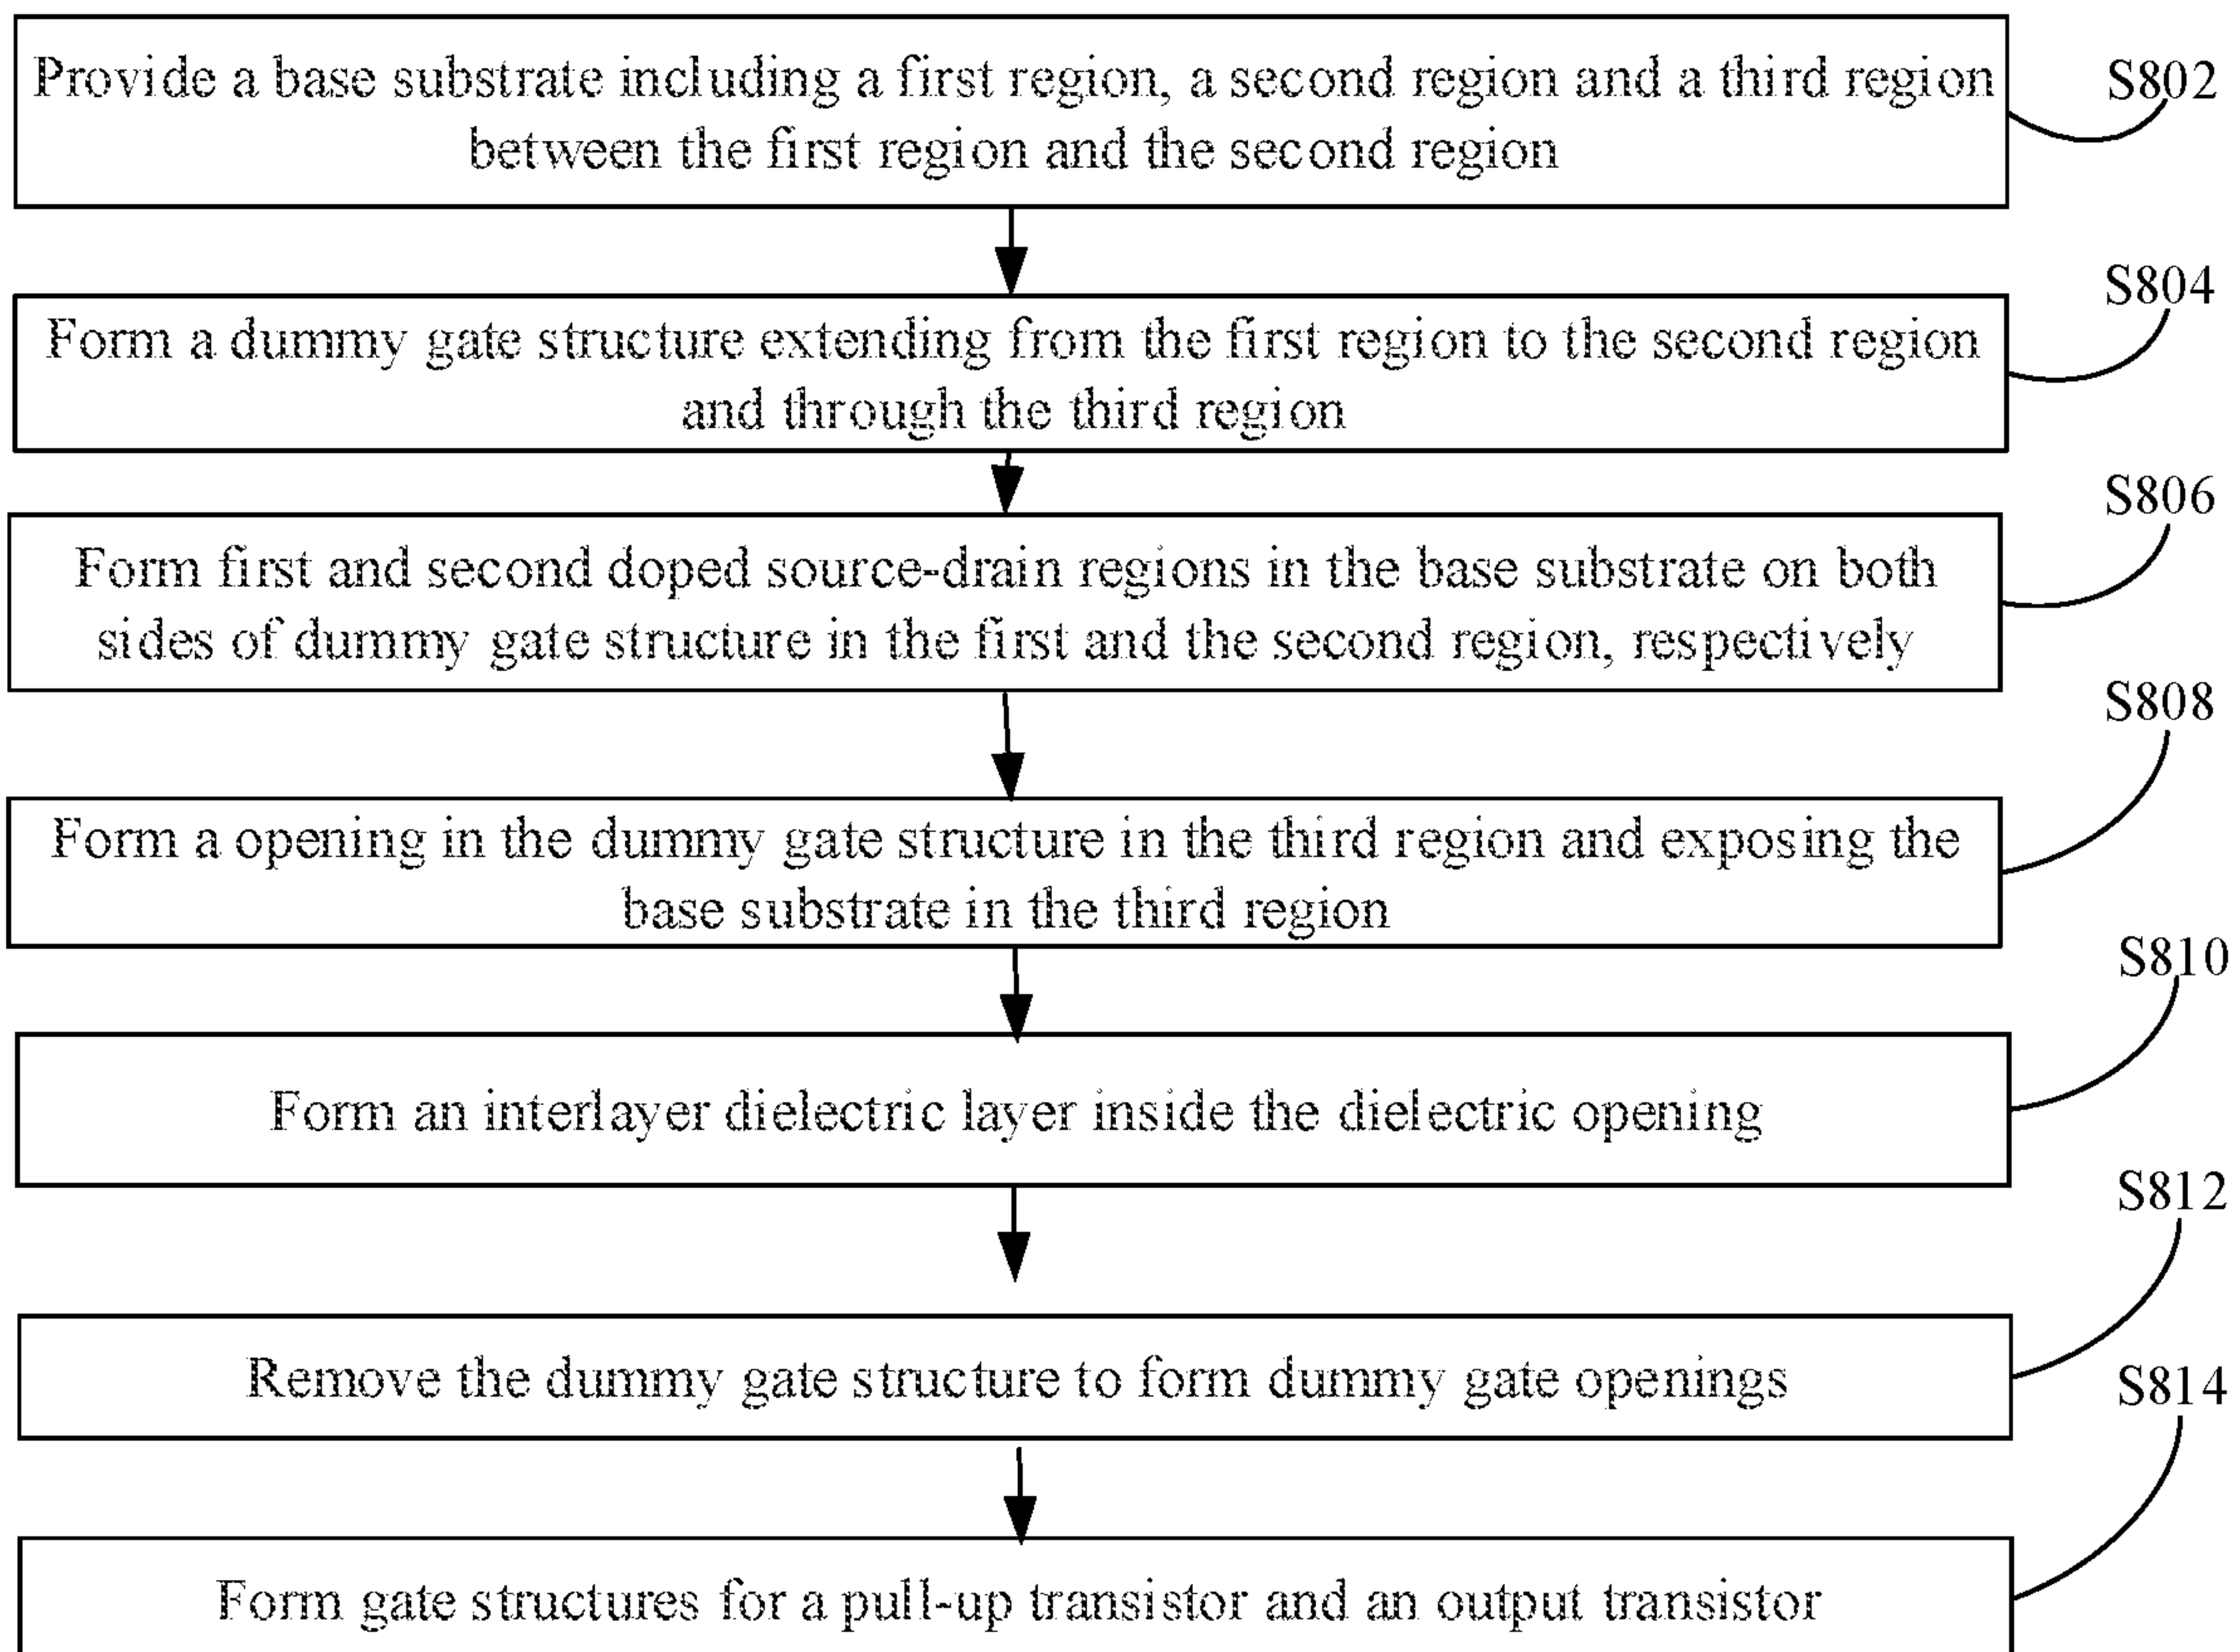 Provide a base substrate including a first region, a second region and a third region
between the first region and the second region
S802
S804
Form a dummy gate structure extending from the first region to the second region
and through the third region
S806
Form first and second doped source-drain regions in the base substrate on both
sides of dummy gate structure in the first and the second region, respectively
S808
Form a opening in the dummy gate structure in the third region and exposing the
base substrate in the third region
S810
Form an interlayer dielectric layer inside the dielectric opening
S812
Remove the dummy gate structure to form dummy gate openings
S814
Form gate structures for a pull-up transistor and an output transistor